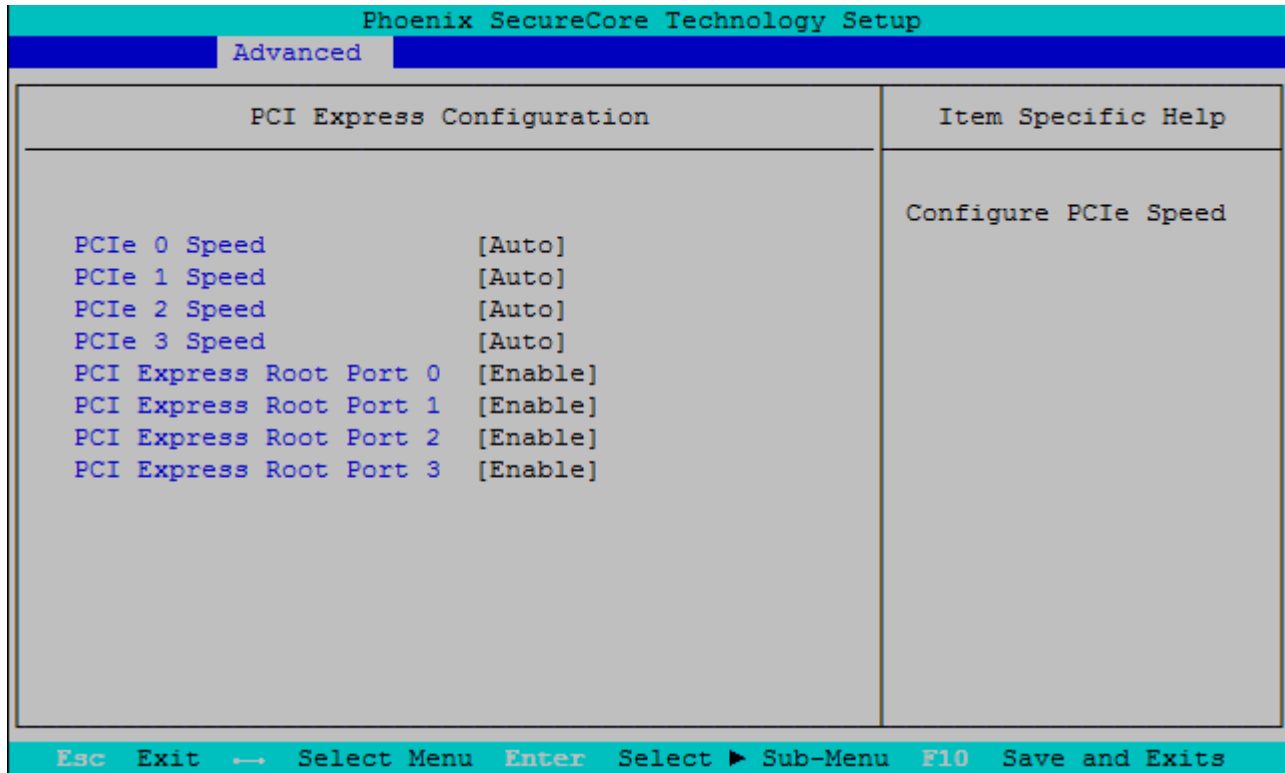 Phoenix SecureCore Technology Setup
Advanced
PCI Express Configuration
Item Specific Help
Configure PCIe Speed
PCIe 0 Speed [Auto]
PCIe 1 Speed [Auto]
PCIe 2 Speed [Auto]
PCIe 3 Speed [Auto]
PCI Express Root Port 0 [Enable]
PCI Express Root Port 1 [Enable]
PCI Express Root Port 2 [Enable]
PCI Express Root Port 3 [Enable]
Esc Exit ↔ Select Menu Enter Select ► Sub-Menu F10 Save and Exits